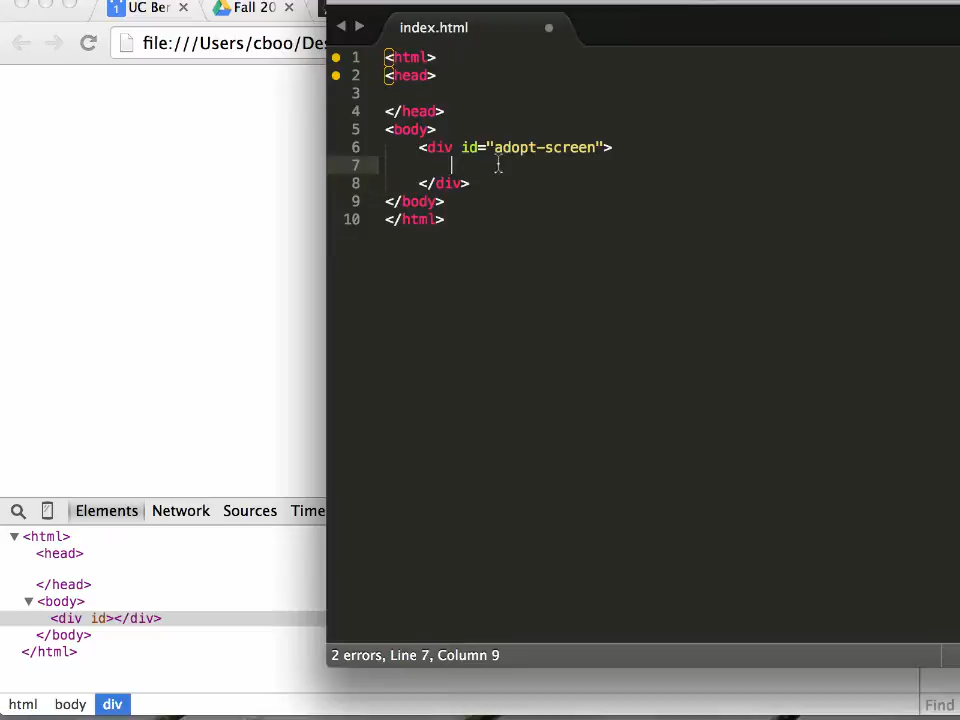 UC Ber
Fall 20
file:///Users/cboo/Des
index.html
1 <html>
2 <head>
3
4 </head>
5 <body>
6 <div id="adopt-screen">
7
8 </div>
9 </body>
10 </html>
Elements Network Sources Time
<html>
<head>
</head>
<body>
<div id></div>
</body>
</html>
2 errors, Line 7, Column 9
html body div
Find